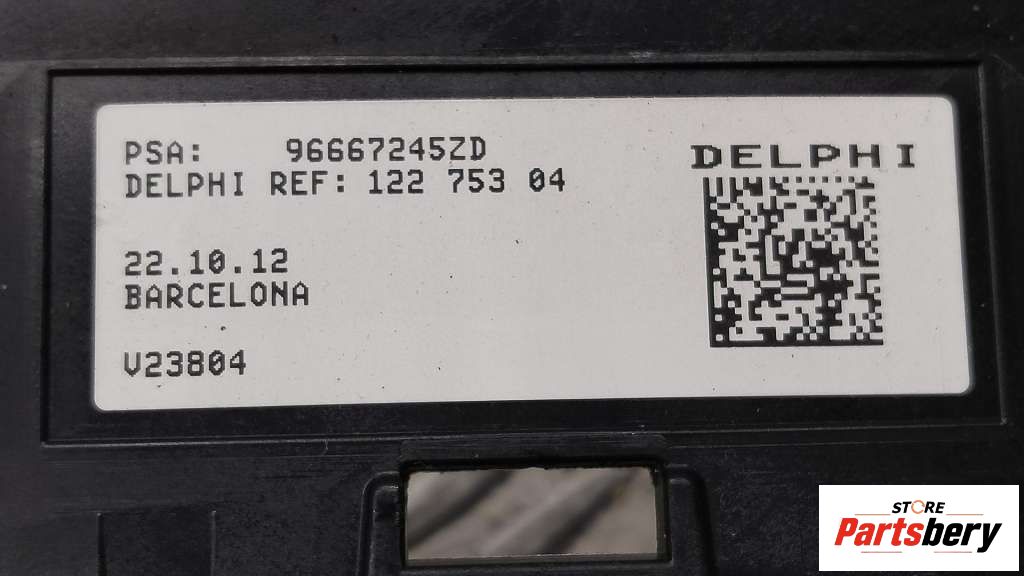 PSA: 96667245ZD
DELPHI REF: 122 753 04
22.10.12
BARCELONA
V23804
DELPHI
STORE
Partsbery